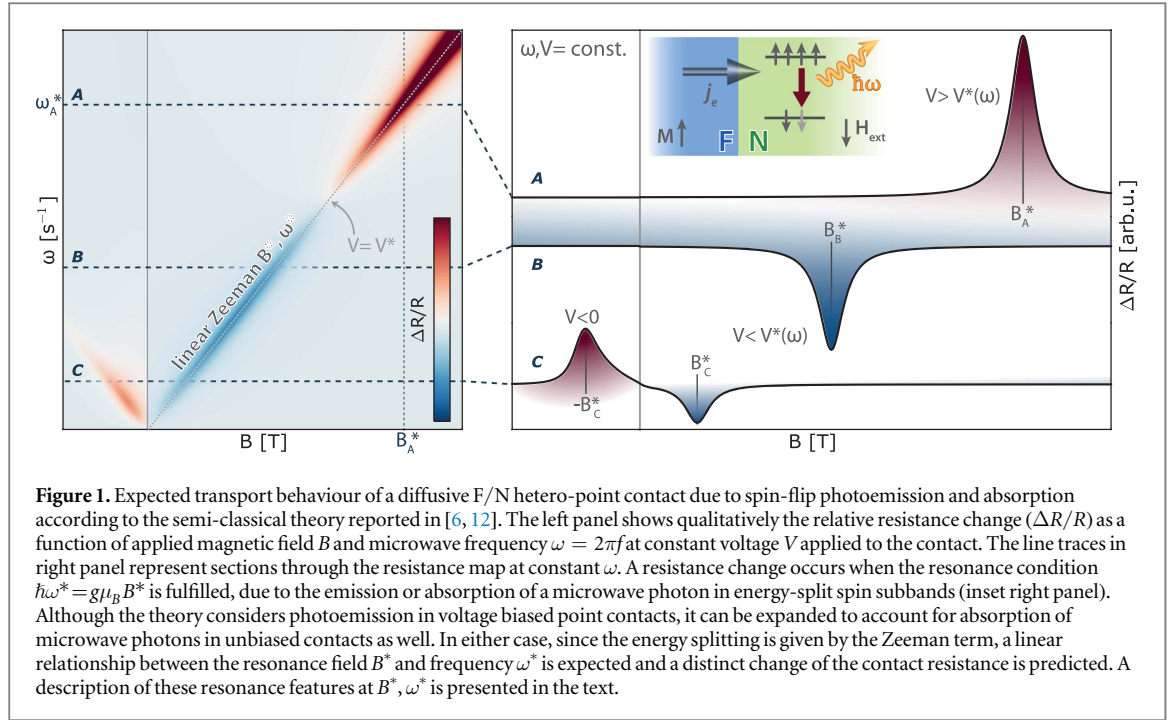 ω_A*
A
ω [s⁻¹]
B
C
linear Zeeman B*, ω*
V=V*
ΔR/R
B [T]
B_A*
ω,V= const.
j_e
M
F
N
ħω
H_ext
V> V*(ω)
A
B_A*
B_B*
B
V<0
V< V*(ω)
C
B_C*
-B_C*
B [T]
ΔR/R [arb.u.]
Figure 1. Expected transport behaviour of a diffusive F/N hetero-point contact due to spin-flip photoemission and absorption
according to the semi-classical theory reported in [6, 12]. The left panel shows qualitatively the relative resistance change (ΔR/R) as a
function of applied magnetic field B and microwave frequency ω = 2πf at constant voltage V applied to the contact. The line traces in
right panel represent sections through the resistance map at constant ω. A resistance change occurs when the resonance condition
ħω* = gμ_B B* is fulfilled, due to the emission or absorption of a microwave photon in energy-split spin subbands (inset right panel).
Although the theory considers photoemission in voltage biased point contacts, it can be expanded to account for absorption of
microwave photons in unbiased contacts as well. In either case, since the energy splitting is given by the Zeeman term, a linear
relationship between the resonance field B* and frequency ω* is expected and a distinct change of the contact resistance is predicted. A
description of these resonance features at B*, ω* is presented in the text.